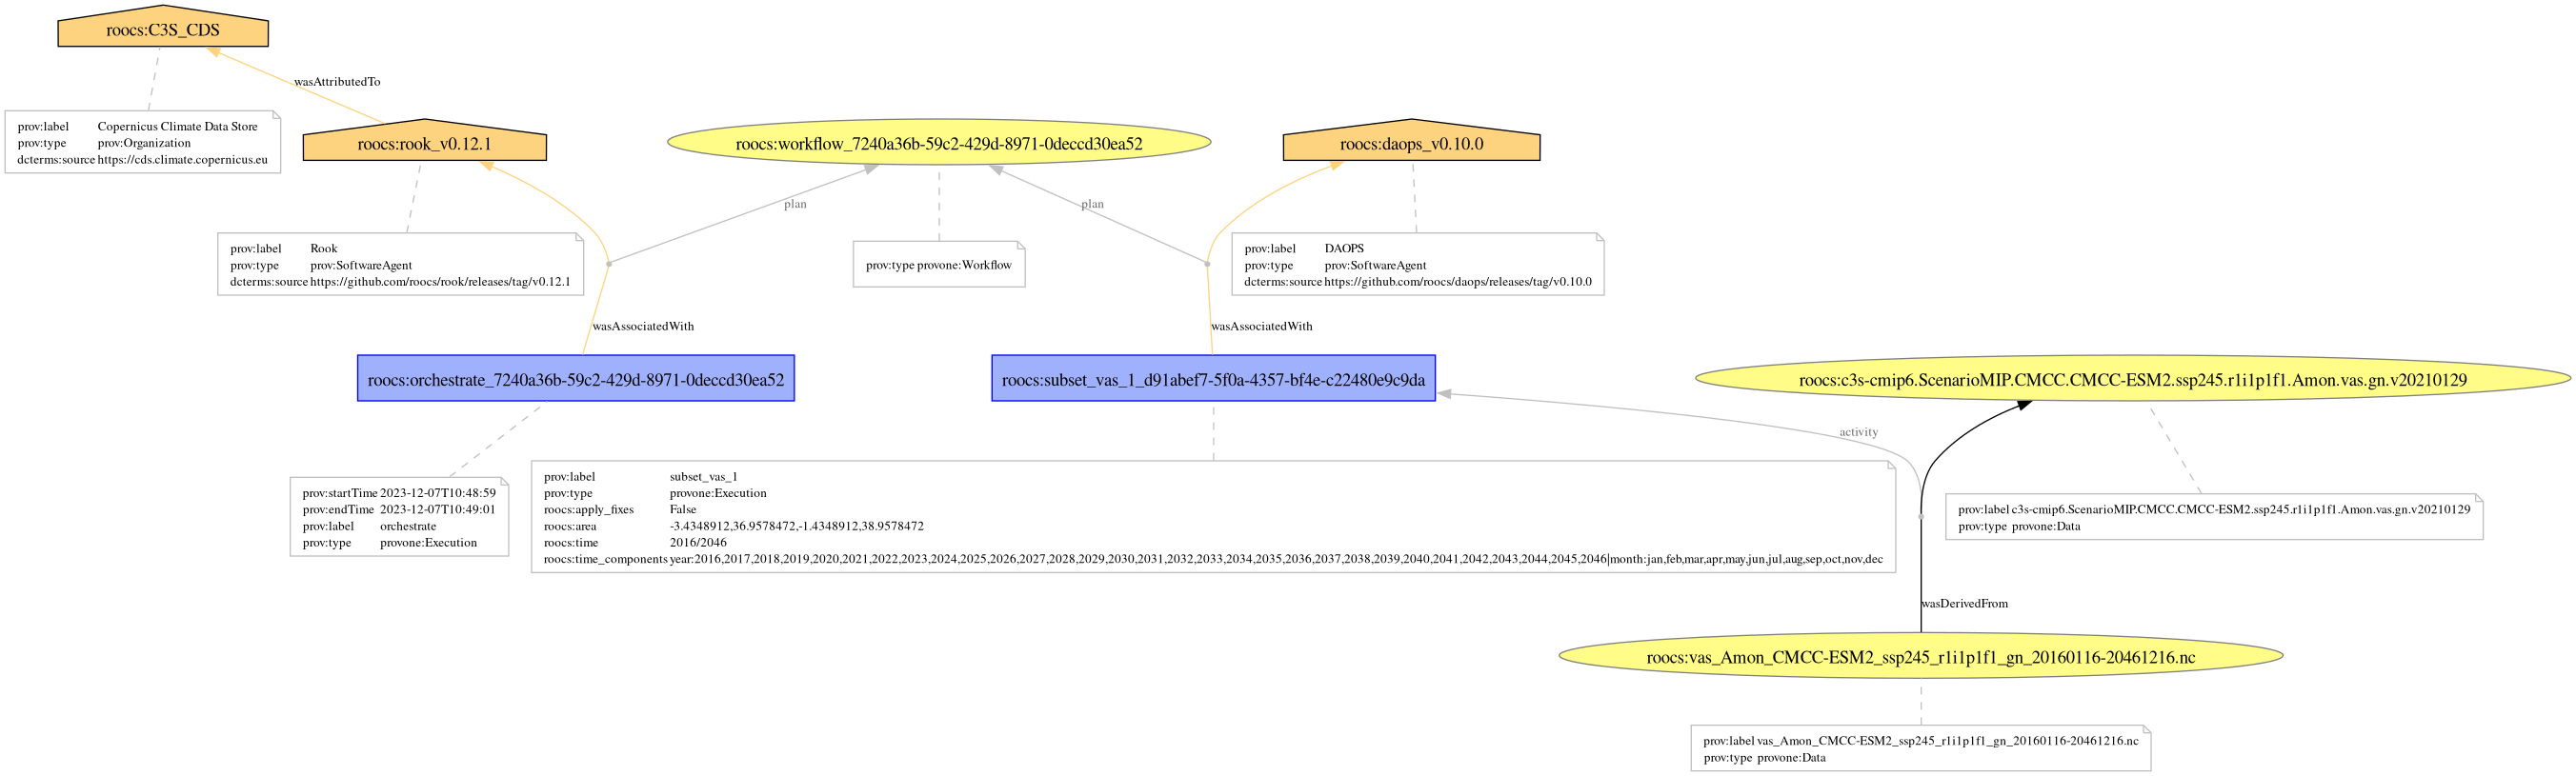 roocs:C3S_CDS
wasAttributedTo
prov:label Copernicus Climate Data Store
prov:type prov:Organization
dcterms:source https://cds.climate.copernicus.eu
roocs:rook_v0.12.1
roocs:workflow_7240a36b-59c2-429d-8971-0deccd30ea52
roocs:daops_v0.10.0
plan
plan
prov:label Rook
prov:type prov:SoftwareAgent
dcterms:source https://github.com/roocs/rook/releases/tag/v0.12.1
prov:type provone:Workflow
prov:label DAOPS
prov:type prov:SoftwareAgent
dcterms:source https://github.com/roocs/daops/releases/tag/v0.10.0
wasAssociatedWith
wasAssociatedWith
roocs:orchestrate_7240a36b-59c2-429d-8971-0deccd30ea52
roocs:subset_vas_1_d91abef7-5f0a-4357-bf4e-c22480e9c9da
roocs:c3s-cmip6.ScenarioMIP.CMCC.CMCC-ESM2.ssp245.r1i1p1f1.Amon.vas.gn.v20210129
activity
prov:startTime 2023-12-07T10:48:59
prov:endTime 2023-12-07T10:49:01
prov:label orchestrate
prov:type provone:Execution
prov:label subset_vas_1
prov:type provone:Execution
roocs:apply_fixes False
roocs:area -3.4348912,36.9578472,-1.4348912,38.9578472
roocs:time 2016/2046
roocs:time_components year:2016,2017,2018,2019,2020,2021,2022,2023,2024,2025,2026,2027,2028,2029,2030,2031,2032,2033,2034,2035,2036,2037,2038,2039,2040,2041,2042,2043,2044,2045,2046|month:jan,feb,mar,apr,may,jun,jul,aug,sep,oct,nov,dec
prov:label c3s-cmip6.ScenarioMIP.CMCC.CMCC-ESM2.ssp245.r1i1p1f1.Amon.vas.gn.v20210129
prov:type provone:Data
wasDerivedFrom
roocs:vas_Amon_CMCC-ESM2_ssp245_r1i1p1f1_gn_20160116-20461216.nc
prov:label vas_Amon_CMCC-ESM2_ssp245_r1i1p1f1_gn_20160116-20461216.nc
prov:type provone:Data